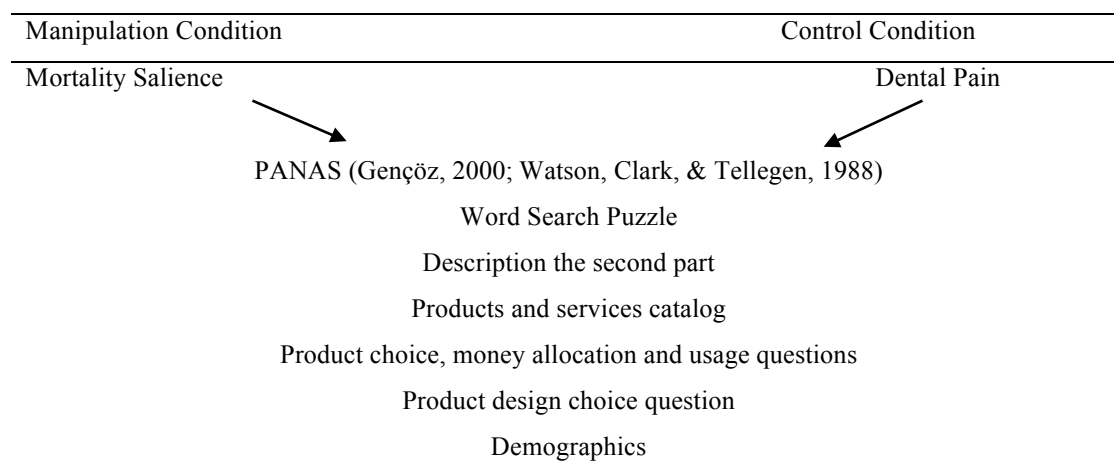 Manipulation Condition Control Condition
Mortality Salience Dental Pain
PANAS (Gençöz, 2000; Watson, Clark, & Tellegen, 1988)
Word Search Puzzle
Description the second part
Products and services catalog
Product choice, money allocation and usage questions
Product design choice question
Demographics